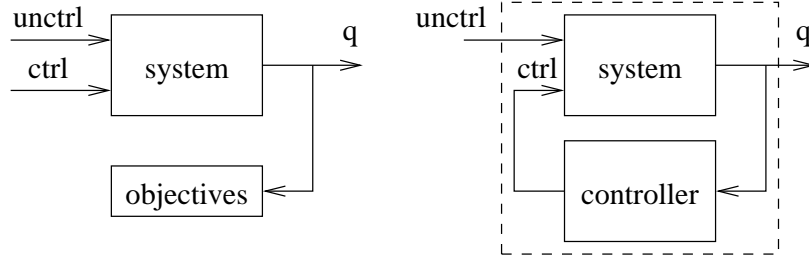 unctrl
ctrl
system
q
objectives
unctrl
ctrl
system
q
controller